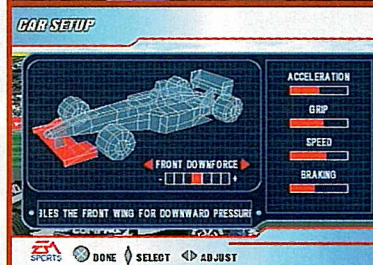 CAR SETUP
ACCELERATION
GRIP
SPEED
BRAKING
FRONT DOWNFORCE
- +
LES THE FRONT WING FOR DOWNWARD PRESSUR
EA
SPORTS
DONE SELECT ADJUST